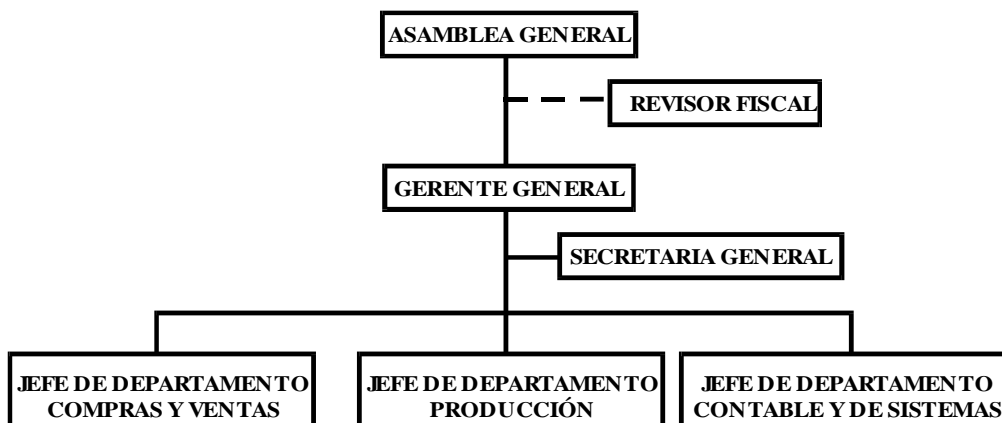 ASAMBLEA GENERAL
REVISOR FISCAL
GERENTE GENERAL
SECRETARIA GENERAL
JEFE DE DEPARTAMENTO
COMPRAS Y VENTAS
JEFE DE DEPARTAMENTO
PRODUCCIÓN
JEFE DE DEPARTAMENTO
CONTABLE Y DE SISTEMAS